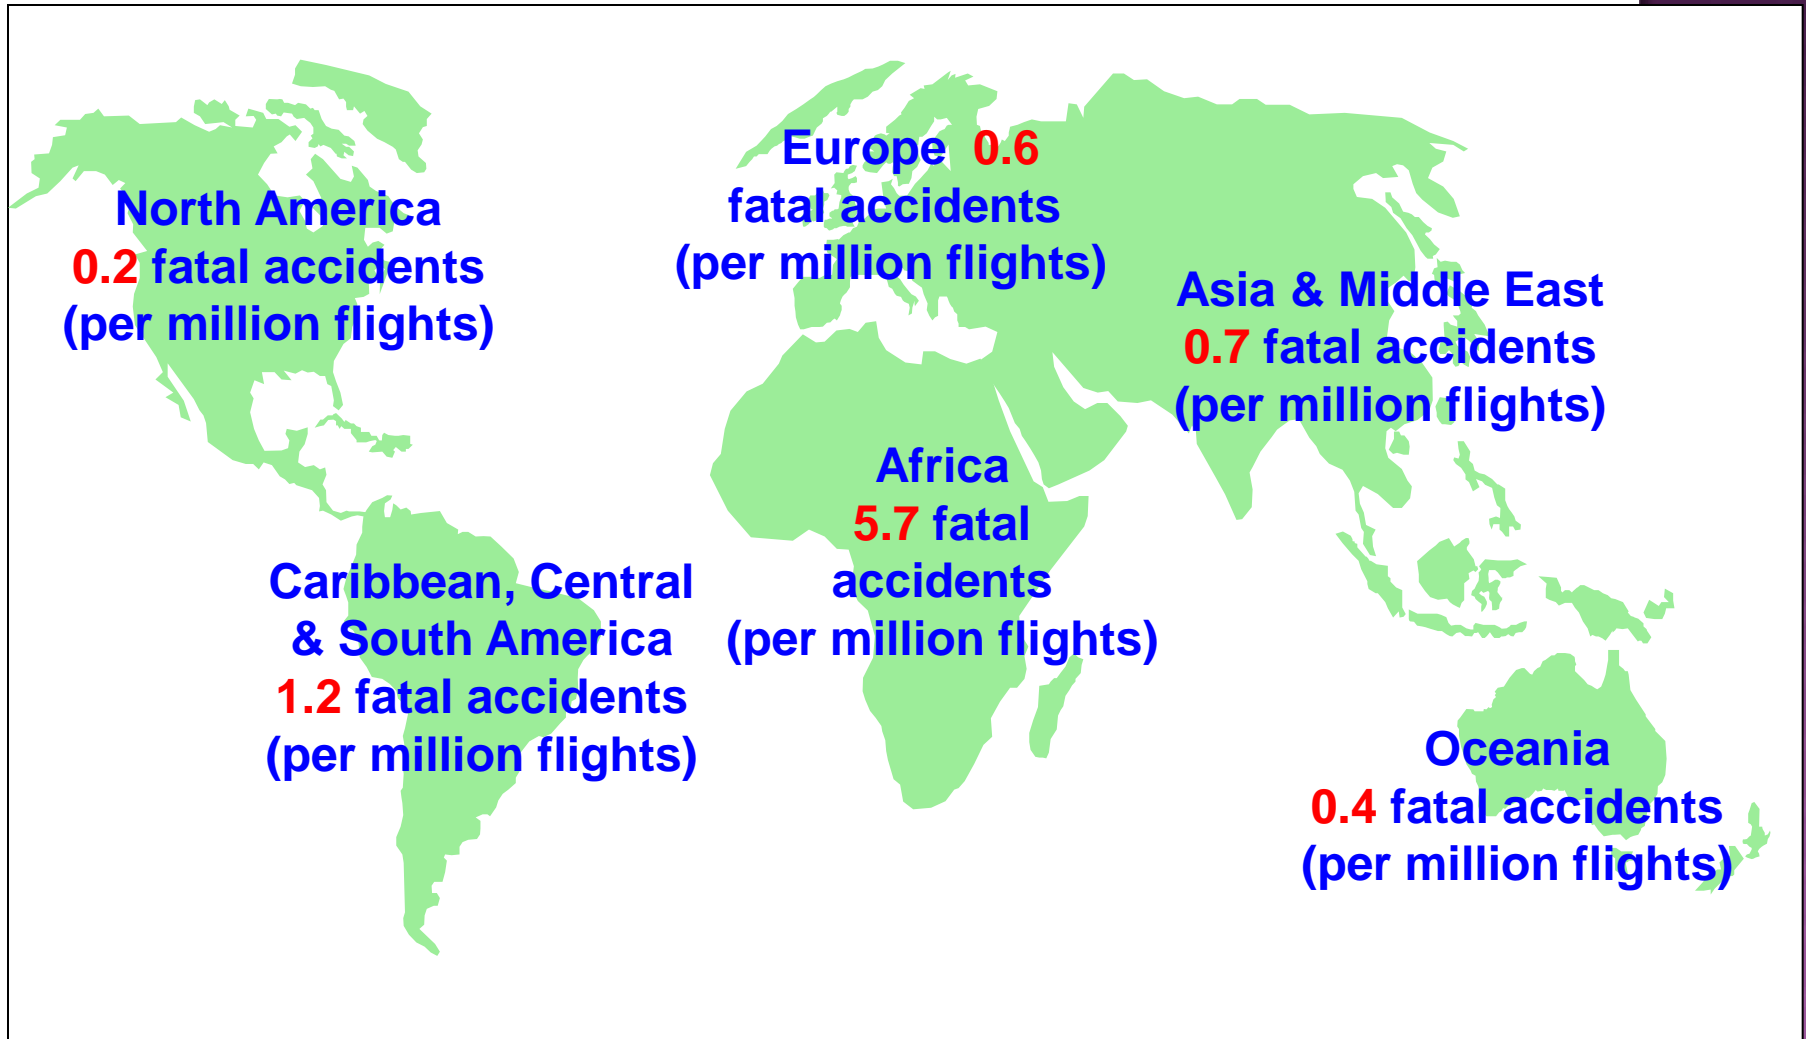 North America
0.2 fatal accidents
(per million flights)
Europe 0.6
fatal accidents
(per million flights)
Asia & Middle East
0.7 fatal accidents
(per million flights)
Africa
5.7 fatal
accidents
(per million flights)
Caribbean, Central
& South America
1.2 fatal accidents
(per million flights)
Oceania
0.4 fatal accidents
(per million flights)